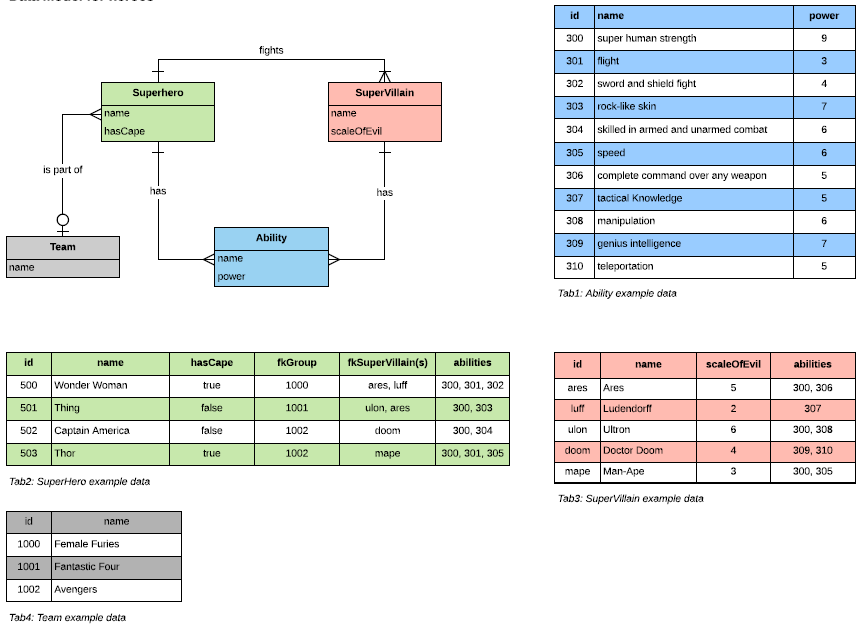 Data Model for Heroes
fights
Superhero
name
hasCape
SuperVillain
name
scaleOfEvil
is part of
has
has
Team
name
Ability
name
power
id name power
300 super human strength 9
301 flight 3
302 sword and shield fight 4
303 rock-like skin 7
304 skilled in armed and unarmed combat 6
305 speed 6
306 complete command over any weapon 5
307 tactical Knowledge 5
308 manipulation 6
309 genius intelligence 7
310 teleportation 5
Tab1: Ability example data
id name hasCape fkGroup fkSuperVillain(s) abilities
500 Wonder Woman true 1000 ares, luff 300, 301, 302
501 Thing false 1001 ulon, ares 300, 303
502 Captain America false 1002 doom 300, 304
503 Thor true 1002 mape 300, 301, 305
Tab2: SuperHero example data
id name scaleOfEvil abilities
ares Ares 5 300, 306
luff Ludendorff 2 307
ulon Ultron 6 300, 308
doom Doctor Doom 4 309, 310
mape Man-Ape 3 300, 305
Tab3: SuperVillain example data
id name
1000 Female Furies
1001 Fantastic Four
1002 Avengers
Tab4: Team example data